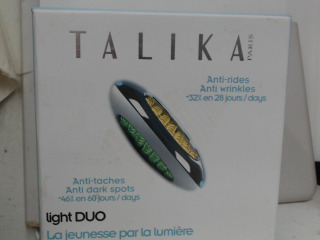 TALIKA
PARIS
Anti-rides
Anti wrinkles
-32% en 28 jours / days
Anti-taches
Anti dark spots
-46% en 60 jours / days
light DUO
La jeunesse par la lumière